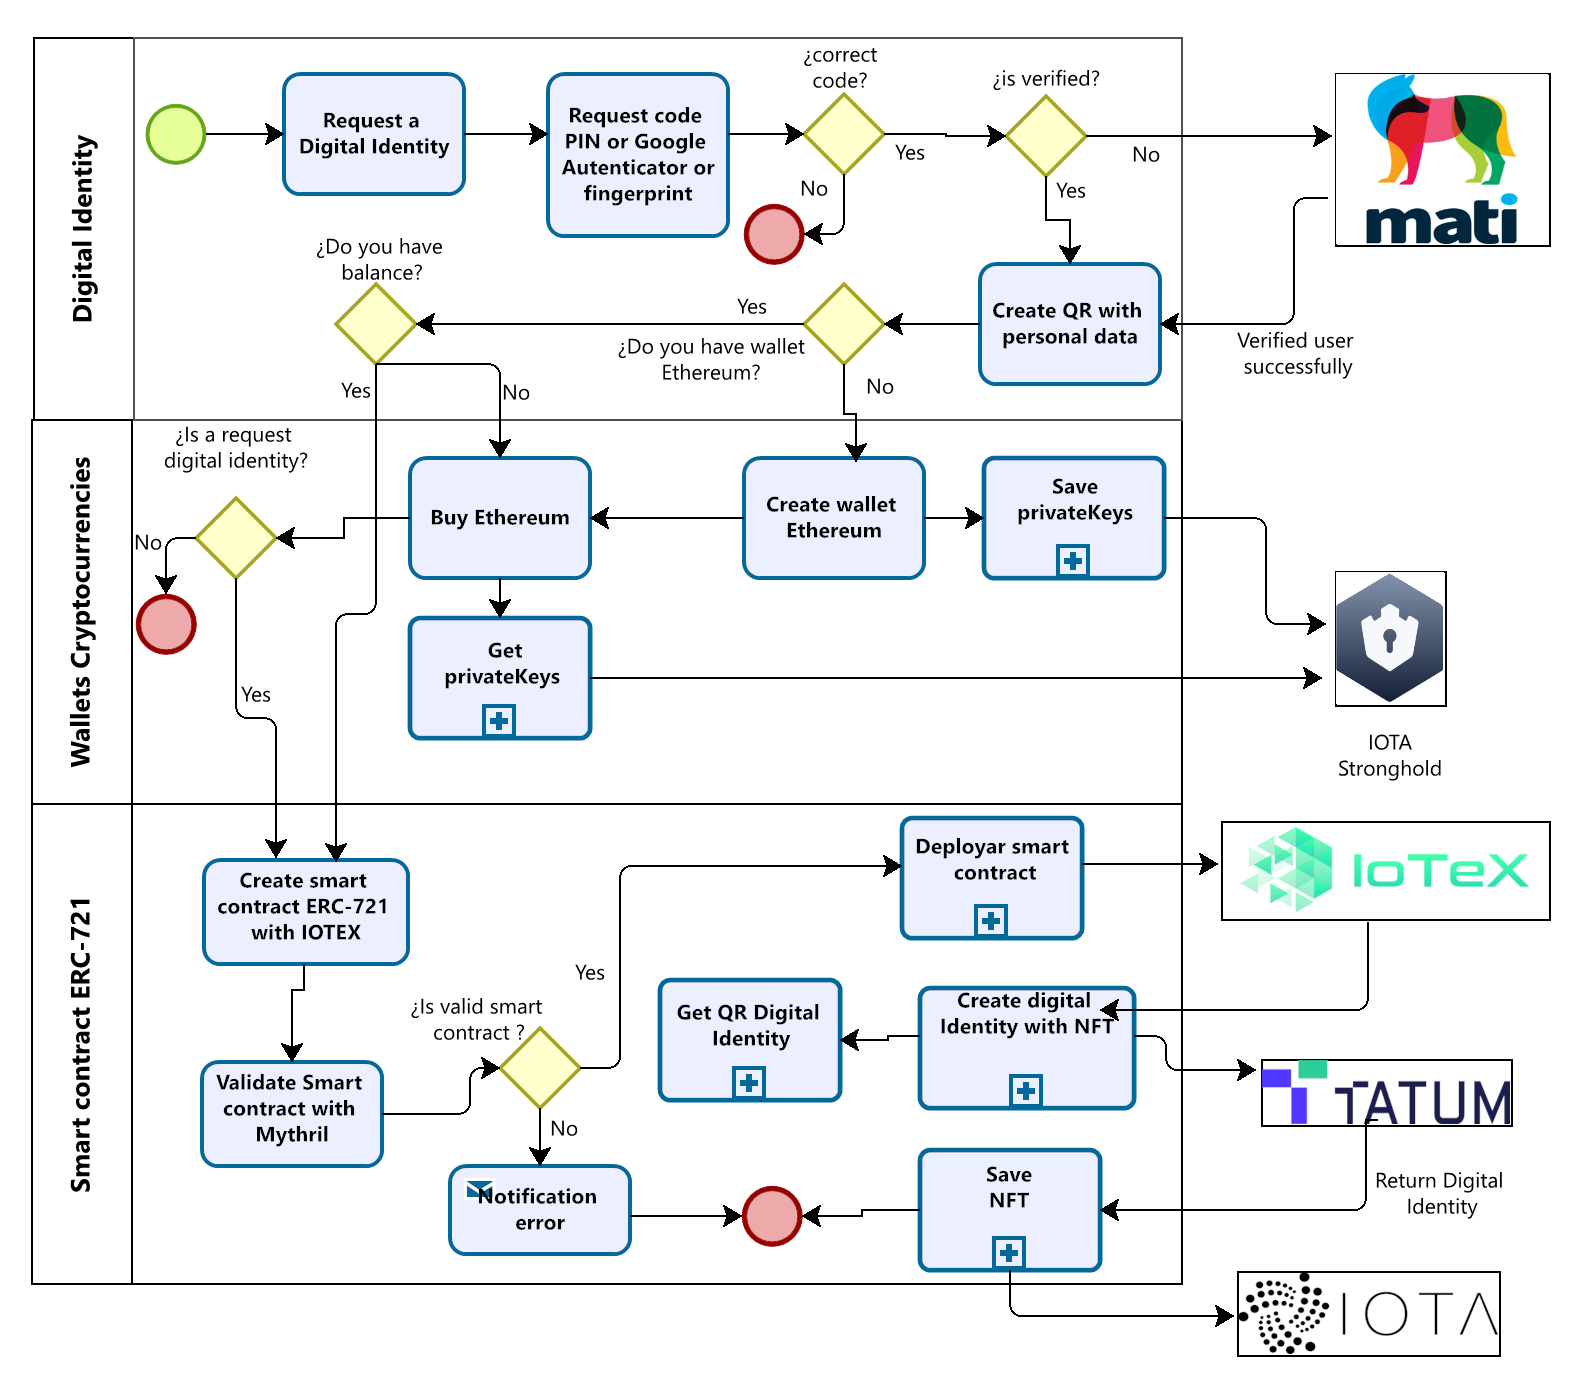 Digital Identity
Request a
Digital Identity
Request code
PIN or Google
Autenticator or
fingerprint
¿correct
code?
Yes
No
¿is verified?
No
Yes
mati
Verified user
successfully
Create QR with
personal data
¿Do you have wallet
Ethereum?
Yes
No
¿Do you have
balance?
Yes
No
Wallets Cryptocurrencies
¿Is a request
digital identity?
No
Yes
Buy Ethereum
Create wallet
Ethereum
Save
privateKeys
Get
privateKeys
IOTA
Stronghold
Smart contract ERC-721
Create smart
contract ERC-721
with IOTEX
Validate Smart
contract with
Mythril
¿Is valid smart
contract ?
Yes
No
Notification
error
Deployar smart
contract
IoTeX
Get QR Digital
Identity
Create digital
Identity with NFT
TATUM
Return Digital
Identity
Save
NFT
IOTA